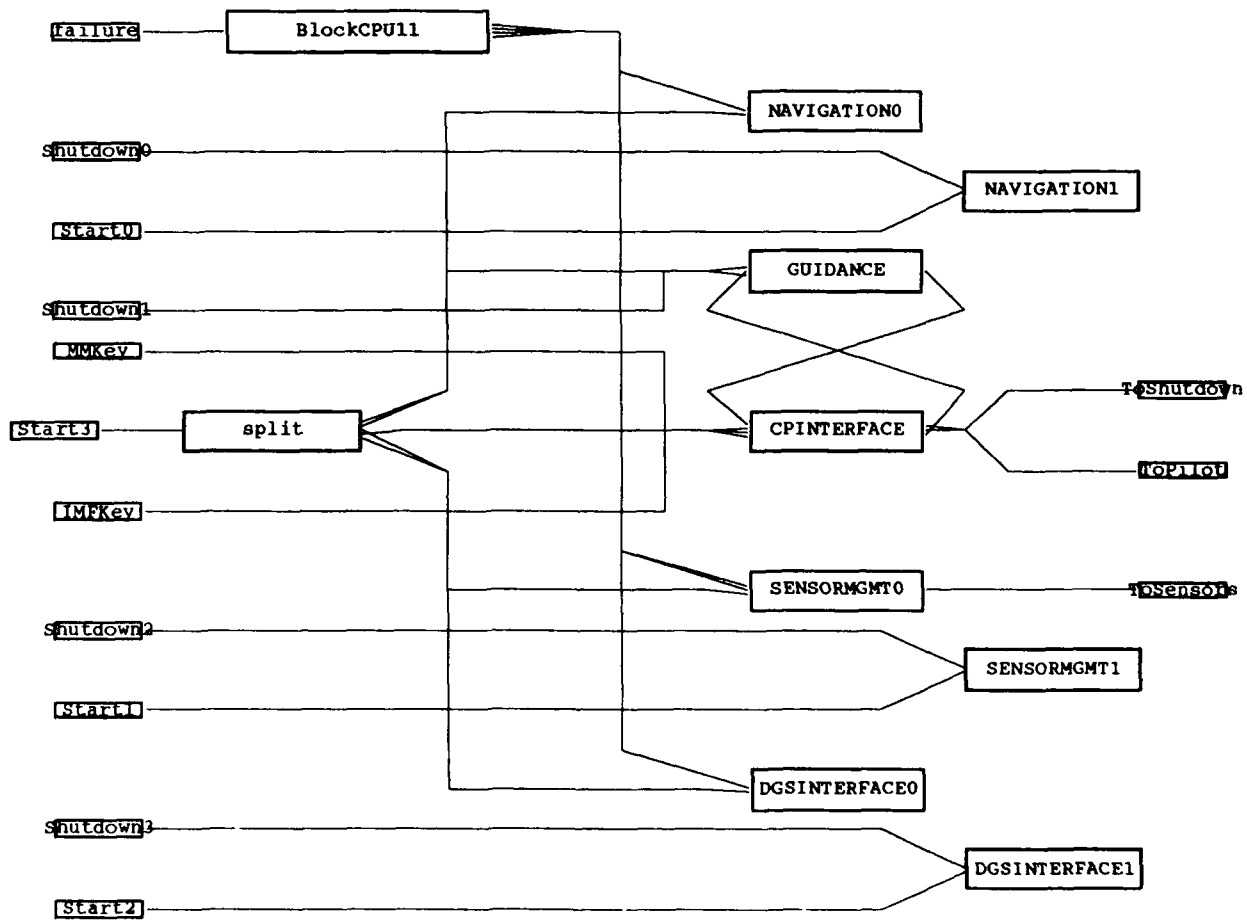 failure
BlockCPU11
NAVIGATION0
Shutdown0
NAVIGATION1
Start0
GUIDANCE
Shutdown1
MMKey
ToShutdown
Start3
split
CPINTERFACE
ToPilot
IMFKey
SENSORMGMT0
ToSensors
Shutdown2
SENSORMGMT1
Start1
DGSINTERFACE0
Shutdown3
DGSINTERFACE1
Start2